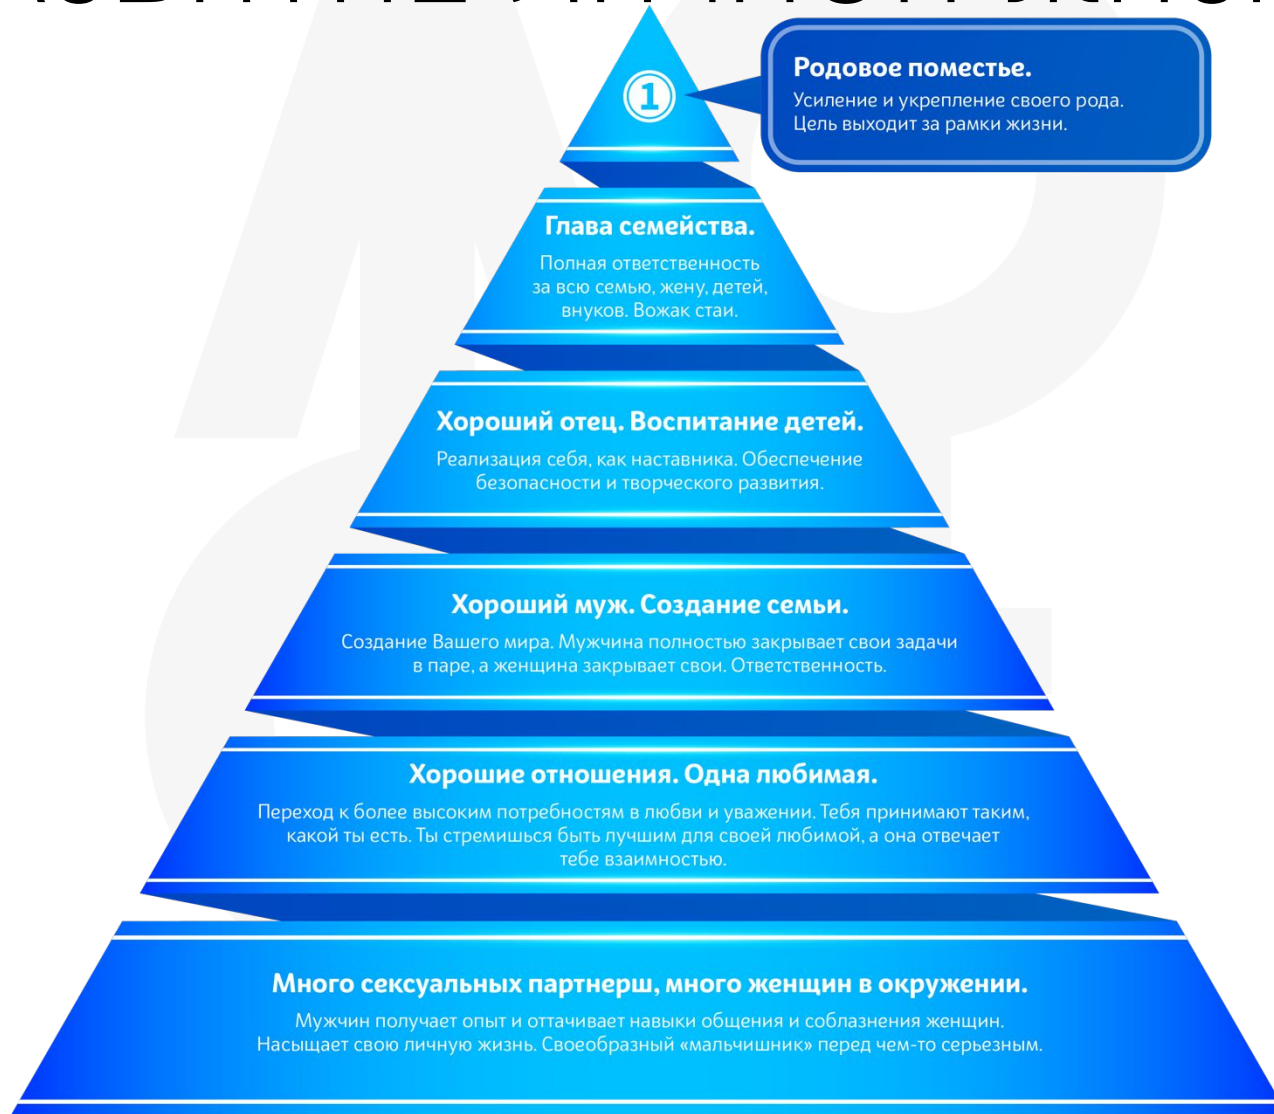 Родовое поместье.
Усиление и укрепление своего рода.
Цель выходит за рамки жизни.
1
Глава семейства.
Полная ответственность
за всю семью, жену, детей,
внуков. Вожак стаи.
Хороший отец. Воспитание детей.
Реализация себя, как наставника. Обеспечение
безопасности и творческого развития.
Хороший муж. Создание семьи.
Создание Вашего мира. Мужчина полностью закрывает свои задачи
в паре, а женщина закрывает свои. Ответственность.
Хорошие отношения. Одна любимая.
Переход к более высоким потребностям в любви и уважении. Тебя принимают таким,
какой ты есть. Ты стремишься быть лучшим для своей любимой, а она отвечает
тебе взаимностью.
Много сексуальных партнерш, много женщин в окружении.
Мужчин получает опыт и оттачивает навыки общения и соблазнения женщин.
Насыщает свою личную жизнь. Своеобразный «мальчишник» перед чем-то серьезным.